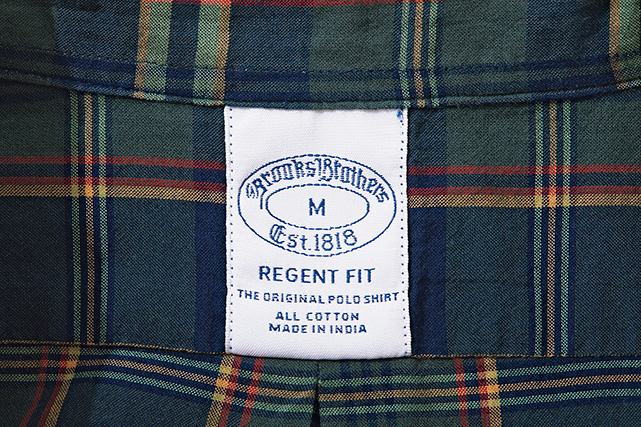 Brooks Brothers
M
Est. 1818
REGENT FIT
THE ORIGINAL POLO SHIRT
ALL COTTON
MADE IN INDIA